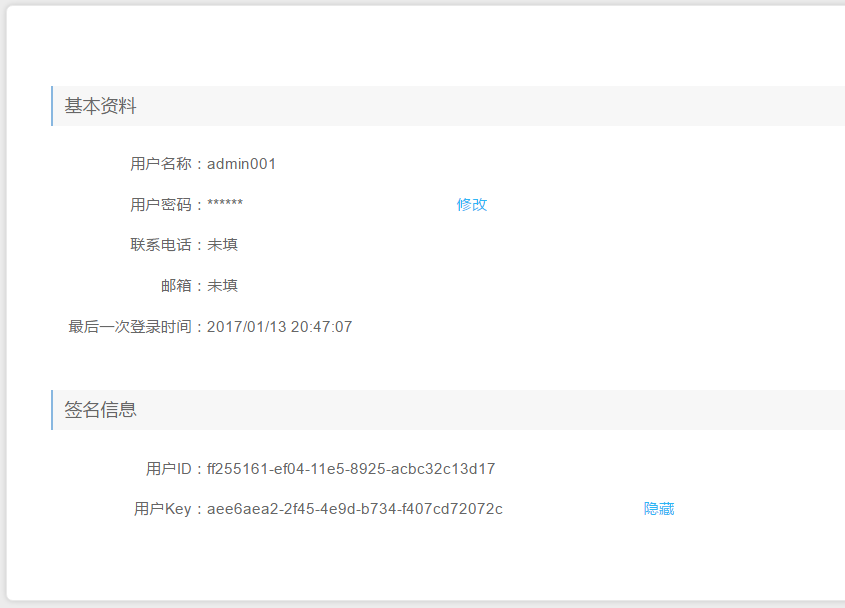 基本资料
用户名称：admin001
用户密码：****** 修改
联系电话：未填
邮箱：未填
最后一次登录时间：2017/01/13 20:47:07
签名信息
用户ID：ff255161-ef04-11e5-8925-acbc32c13d17
用户Key：aee6aea2-2f45-4e9d-b734-f407cd72072c 隐藏